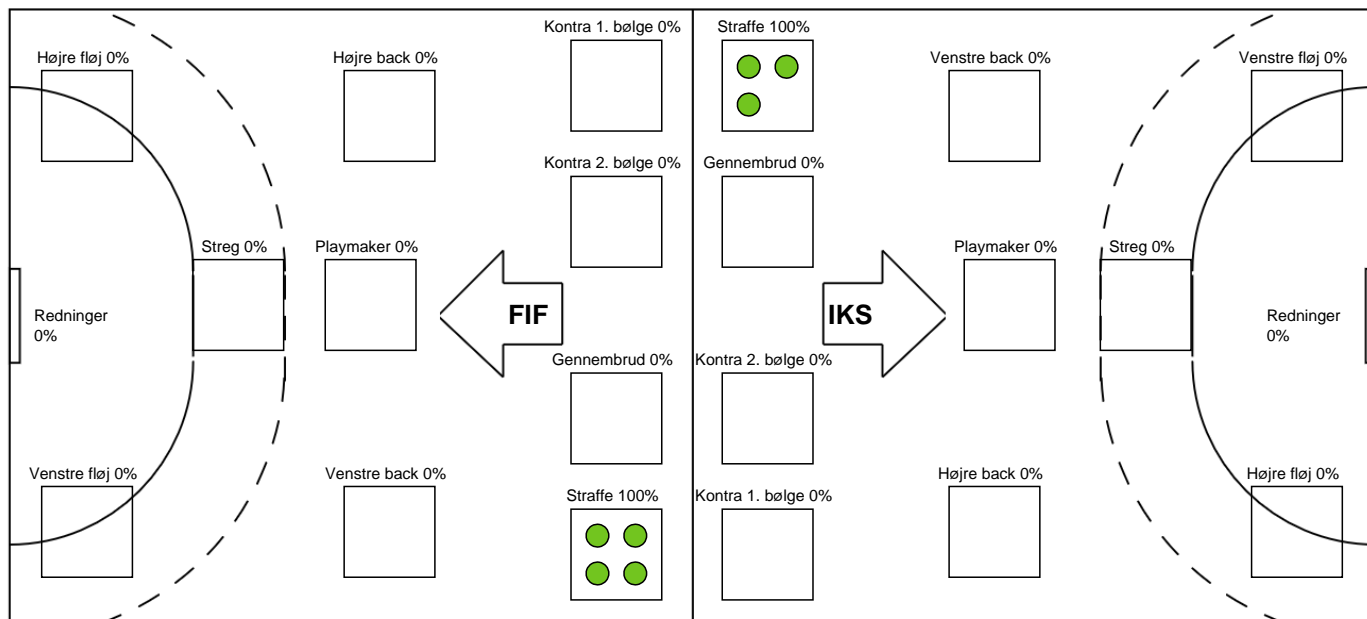 Kontra 1. bølge 0%
Straffe 100%
Højre fløj 0%
Højre back 0%
Venstre back 0%
Venstre fløj 0%
Kontra 2. bølge 0%
Gennembrud 0%
Streg 0%
Playmaker 0%
Playmaker 0%
Streg 0%
Redninger
0%
FIF
IKS
Redninger
0%
Gennembrud 0%
Kontra 2. bølge 0%
Venstre fløj 0%
Venstre back 0%
Højre back 0%
Højre fløj 0%
Straffe 100%
Kontra 1. bølge 0%